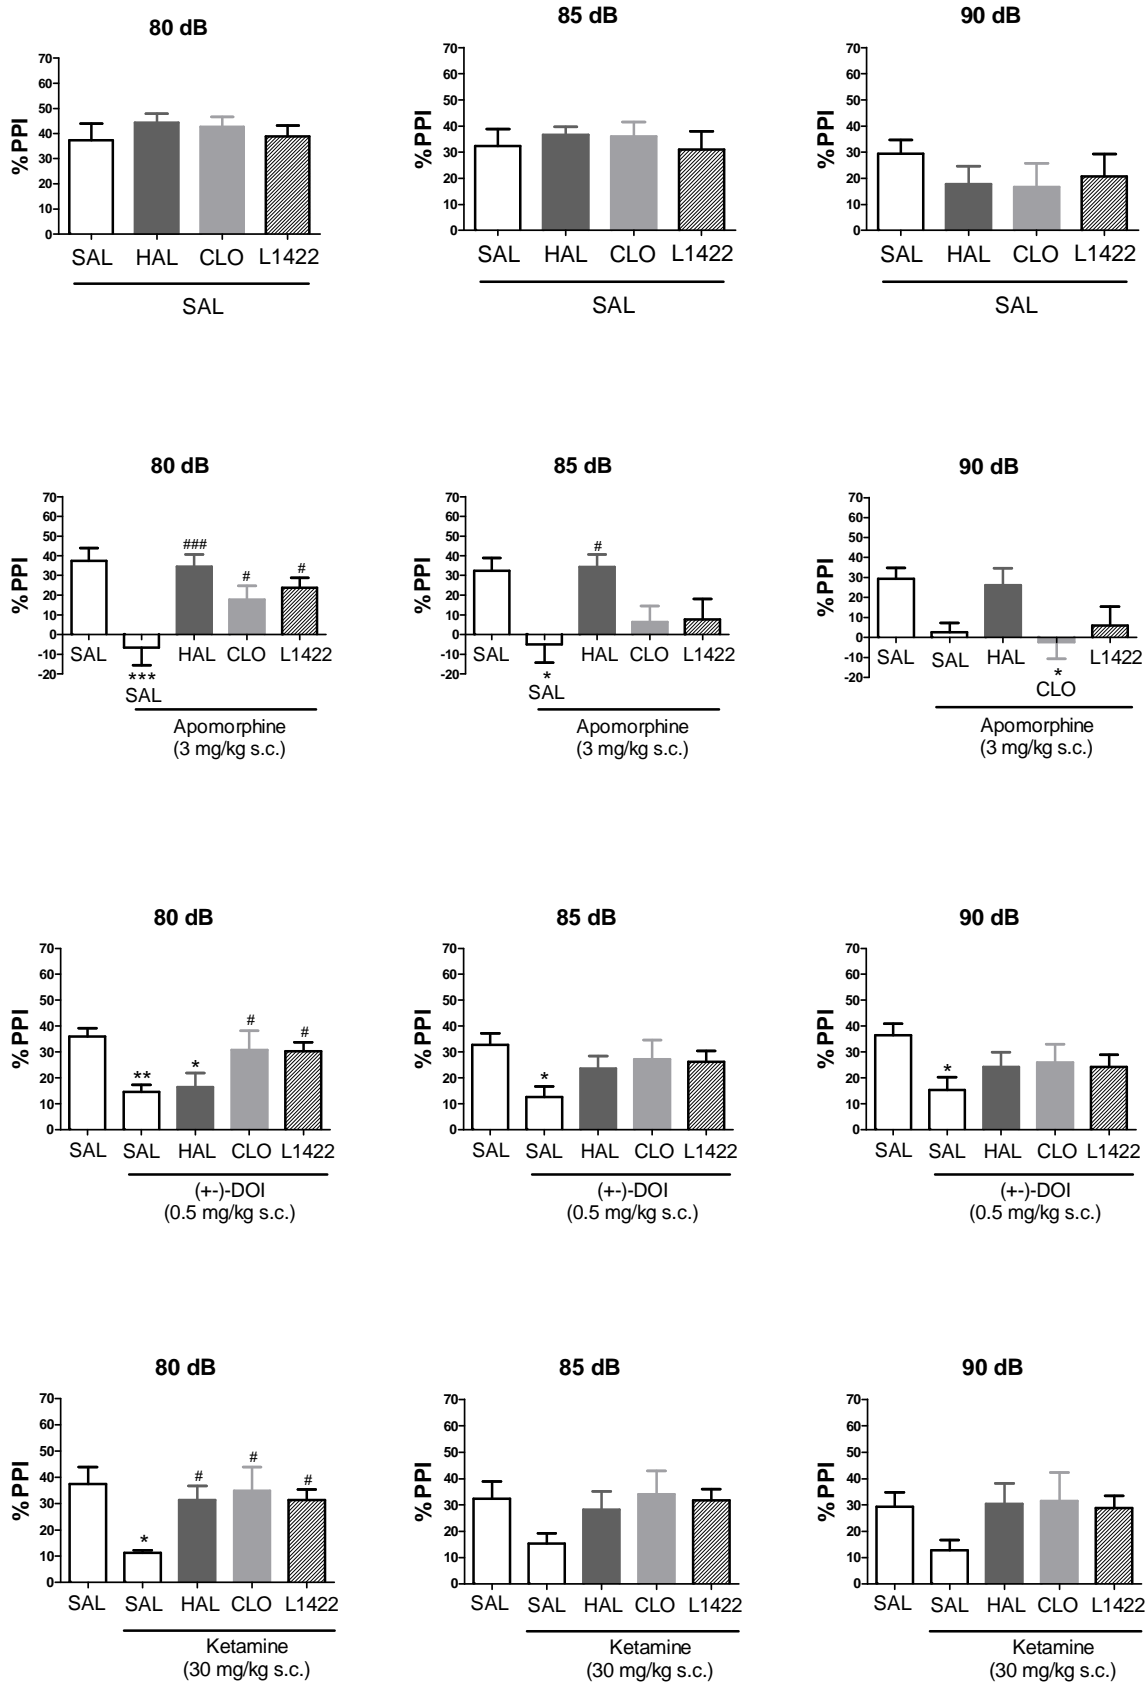 80 dB
%PPI
70
60
50
40
30
20
10
0
SAL HAL CLO L1422
SAL
85 dB
%PPI
70
60
50
40
30
20
10
0
SAL HAL CLO L1422
SAL
90 dB
%PPI
70
60
50
40
30
20
10
0
SAL HAL CLO L1422
SAL
80 dB
%PPI
70
60
50
40
30
20
10
0
-10
-20
### # #
SAL HAL CLO L1422
***
SAL
Apomorphine
(3 mg/kg s.c.)
85 dB
%PPI
70
60
50
40
30
20
10
0
-10
-20
#
SAL HAL CLO L1422
*
SAL
Apomorphine
(3 mg/kg s.c.)
90 dB
%PPI
70
60
50
40
30
20
10
0
-10
-20
SAL SAL HAL L1422
*
CLO
Apomorphine
(3 mg/kg s.c.)
80 dB
%PPI
70
60
50
40
30
20
10
0
** * # #
SAL SAL HAL CLO L1422
(+-)-DOI
(0.5 mg/kg s.c.)
85 dB
%PPI
70
60
50
40
30
20
10
0
*
SAL SAL HAL CLO L1422
(+-)-DOI
(0.5 mg/kg s.c.)
90 dB
%PPI
70
60
50
40
30
20
10
0
*
SAL SAL HAL CLO L1422
(+-)-DOI
(0.5 mg/kg s.c.)
80 dB
%PPI
70
60
50
40
30
20
10
0
* # # #
SAL SAL HAL CLO L1422
Ketamine
(30 mg/kg s.c.)
85 dB
%PPI
70
60
50
40
30
20
10
0
SAL SAL HAL CLO L1422
Ketamine
(30 mg/kg s.c.)
90 dB
%PPI
70
60
50
40
30
20
10
0
SAL SAL HAL CLO L1422
Ketamine
(30 mg/kg s.c.)